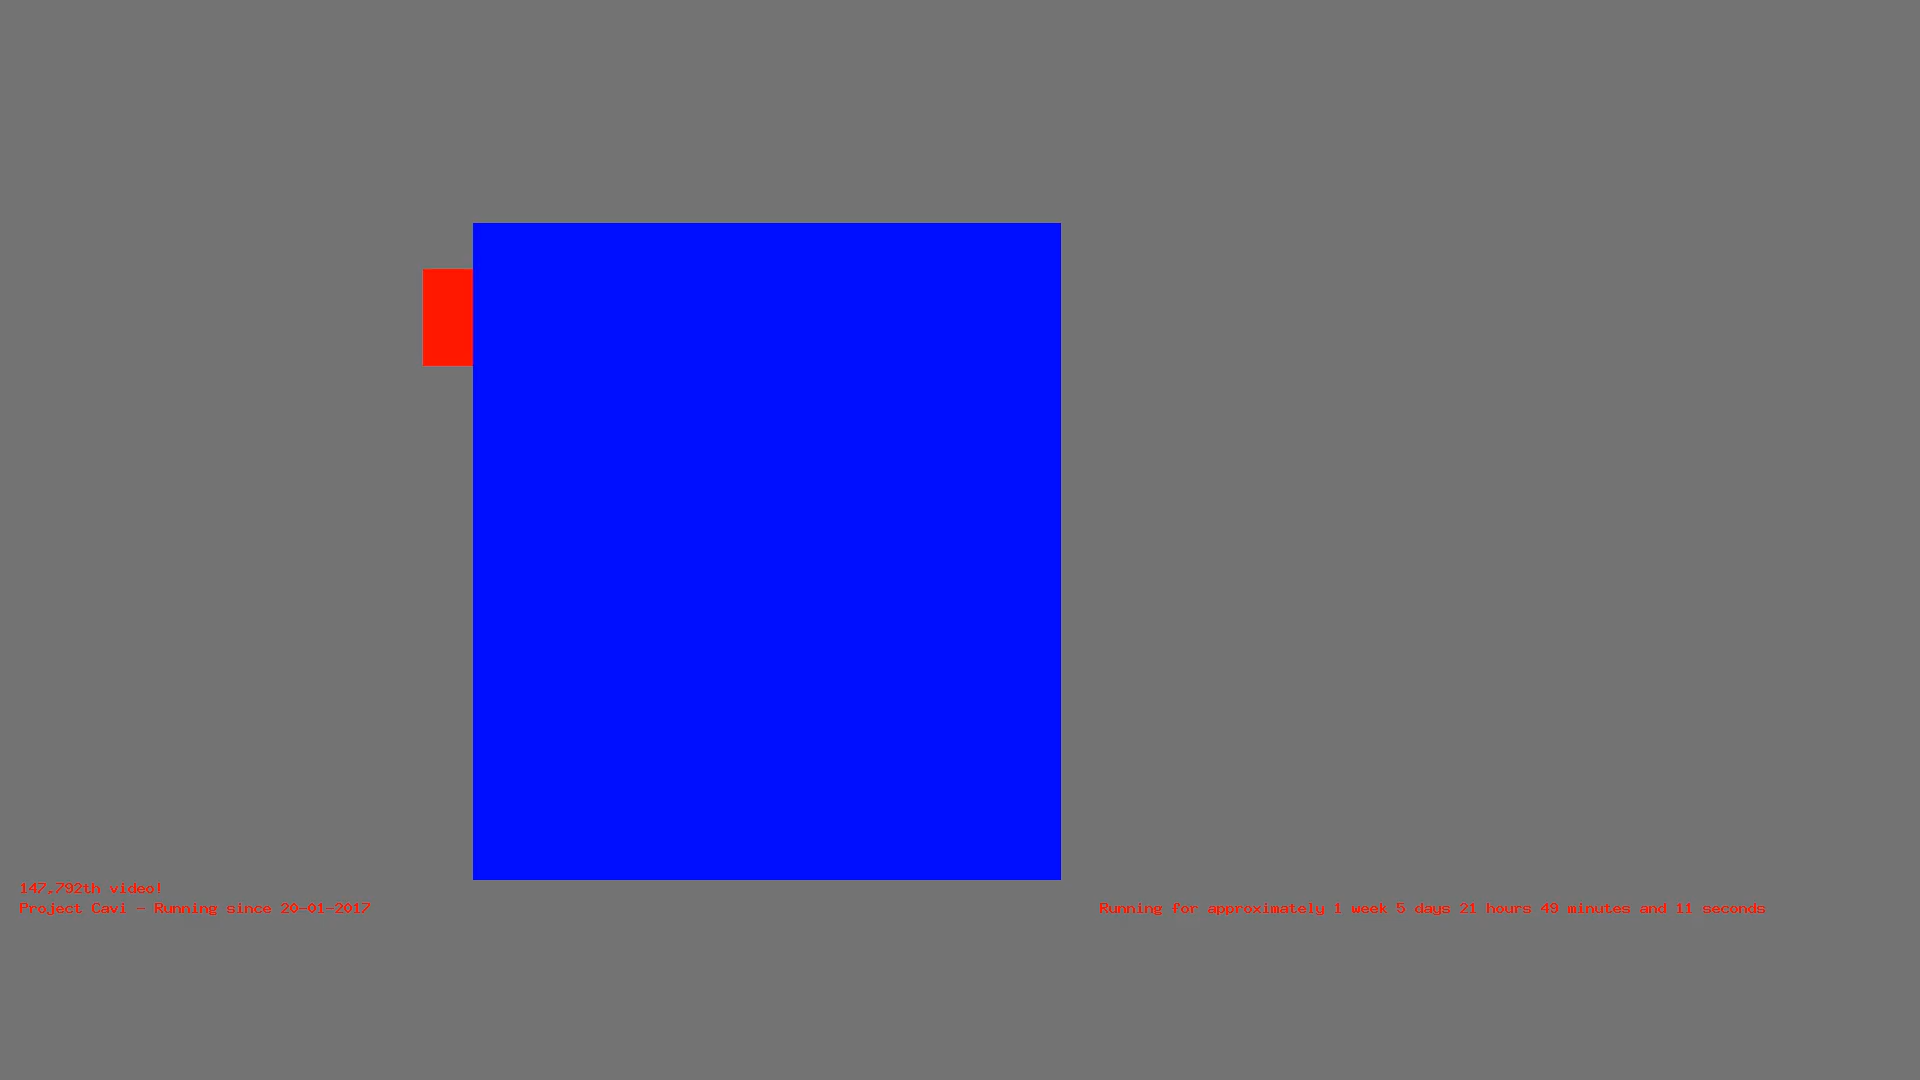 147.792th video!
Project Cavi - Running since 20-01-2017
Running for approximately 1 week 5 days 21 hours 49 minutes and 11 seconds